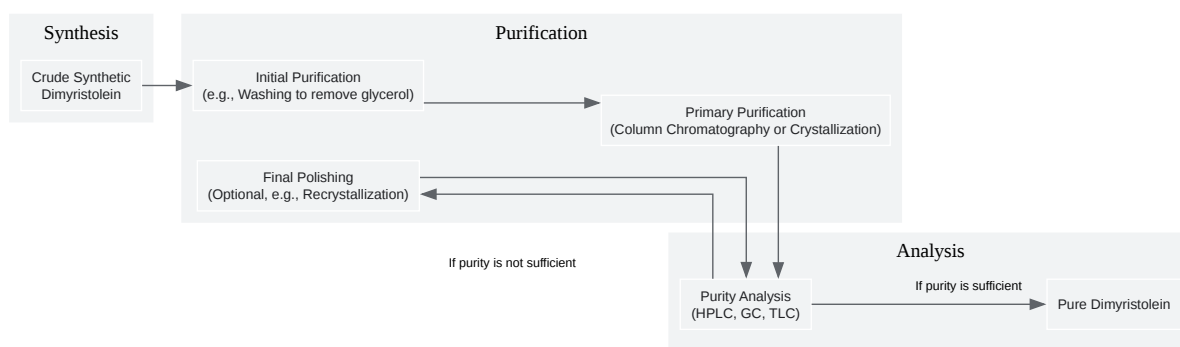 Synthesis
Crude Synthetic
Dimyristolein
Purification
Initial Purification
(e.g., Washing to remove glycerol)
Primary Purification
(Column Chromatography or Crystallization)
Final Polishing
(Optional, e.g., Recrystallization)
If purity is not sufficient
Analysis
Purity Analysis
(HPLC, GC, TLC)
If purity is sufficient
Pure Dimyristolein